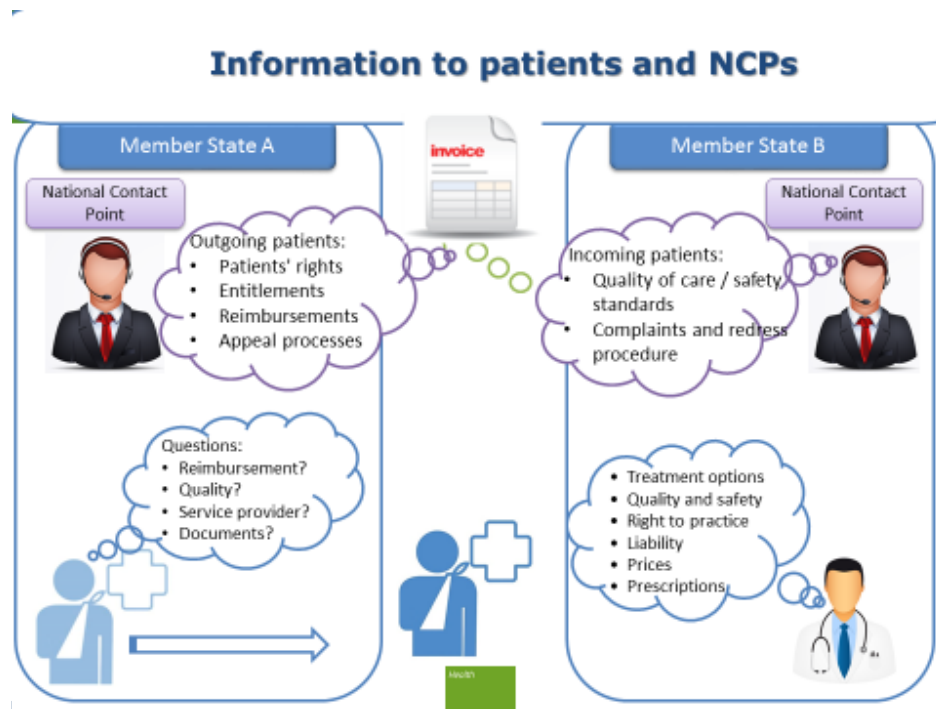 Information to patients and NCPs
Member State A
invoice
Member State B
National Contact
Point
National Contact
Point
Outgoing patients:
• Patients' rights
• Entitlements
• Reimbursements
• Appeal processes
Incoming patients:
• Quality of care / safety
standards
• Complaints and redress
procedure
Questions:
• Reimbursement?
• Quality?
• Service provider?
• Documents?
• Treatment options
• Quality and safety
• Right to practice
• Liability
• Prices
• Prescriptions
Health